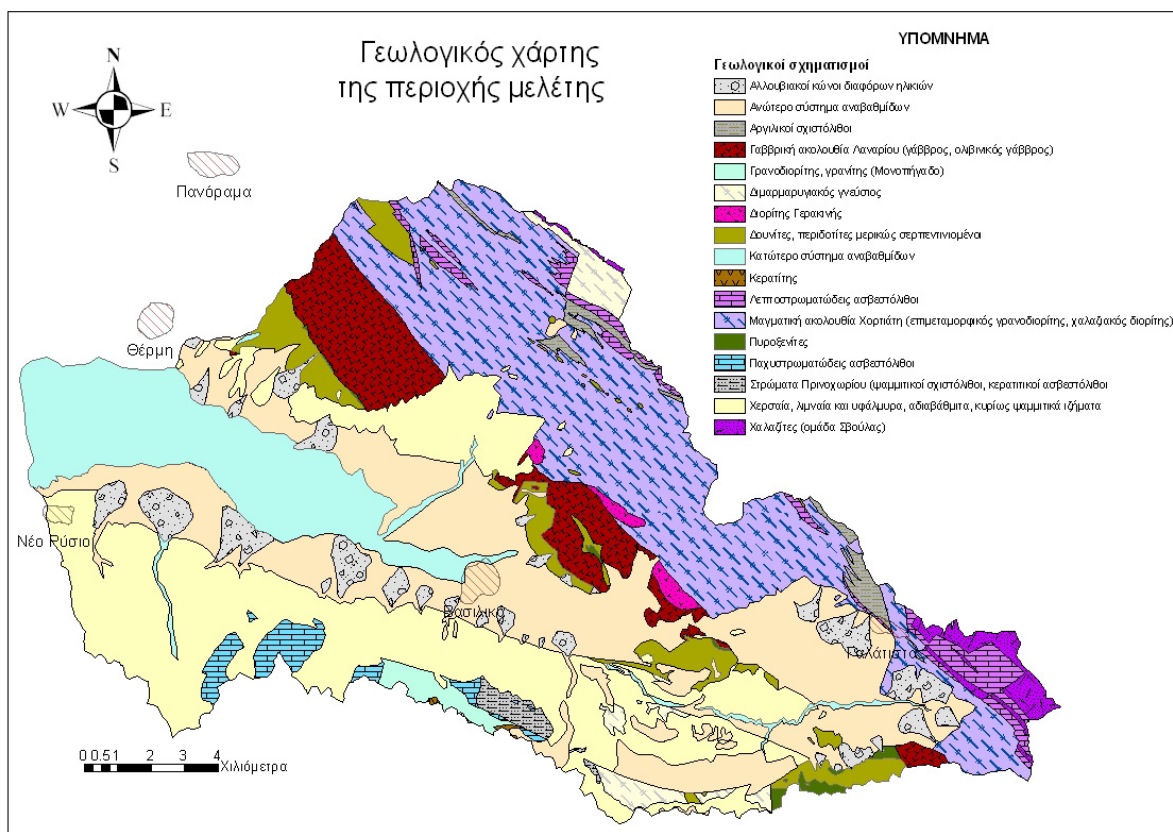 Γεωλογικός χάρτης
της περιοχής μελέτης
N
W
E
S
Πανόραμα
Θέρμη
Νέο Ρύσιο
Βασιλικά
Γαλάτιστα
0 0.5 1 2 3 4
Χιλιόμετρα
ΥΠΟΜΝΗΜΑ
Γεωλογικοί σχηματισμοί
Αλλουβιακοί κώνοι διαφόρων ηλικιών
Ανώτερο σύστημα αναβαθμίδων
Αργιλικοί σχιστόλιθοι
Γαββρική ακολουθία Λαναρίου (γάββρος, ολιβινικός γάββρος)
Γρανοδιορίτης, γρανίτης (Μονοπήγαδο)
Διμαρμαρυγιακός γνεύσιος
Διορίτης Γερακινής
Δουνίτες, περιδοτίτες μερικώς σερπεντινιομένοι
Κατώτερο σύστημα αναβαθμίδων
Κερατίτης
Λεπτοστρωματώδεις ασβεστόλιθοι
Μαγματική ακολουθία Χορτιάτη (επιμεταμορφικός γρανοδιορίτης, χαλαζιακός διορίτης)
Πυροξενίτες
Παχυστρωματώδεις ασβεστόλιθοι
Στρώματα Πρινοχωρίου (ψαμμιτικοί σχιστόλιθοι, κερατιτικοί ασβεστόλιθοι
Χερσαία, λιμναία και υφάλμυρα, αδιαβάθμιτα, κυρίως ψαμμιτικά ιζήματα
Χαλαζίτες (ομάδα Σβούλας)